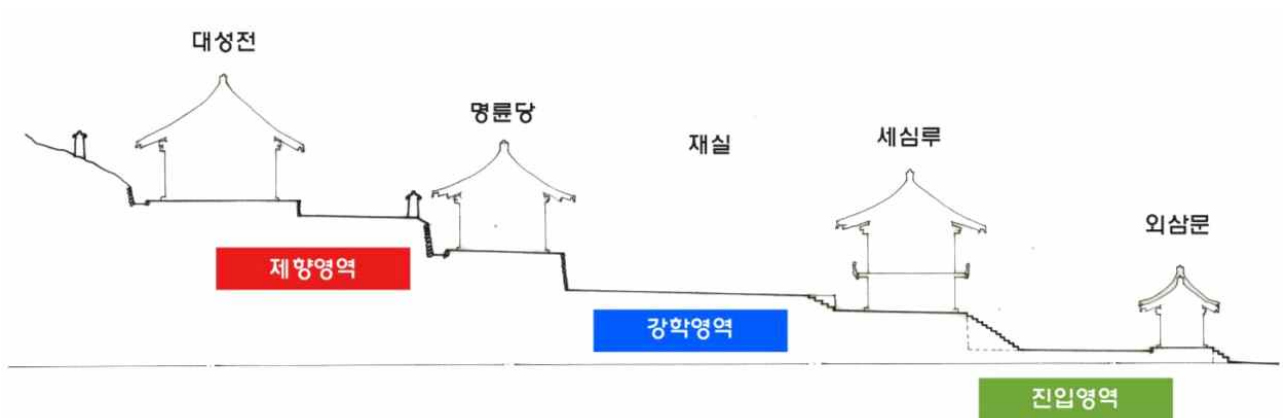 대성전
명륜당
재실
세심루
외삼문
제향영역
강학영역
진입영역